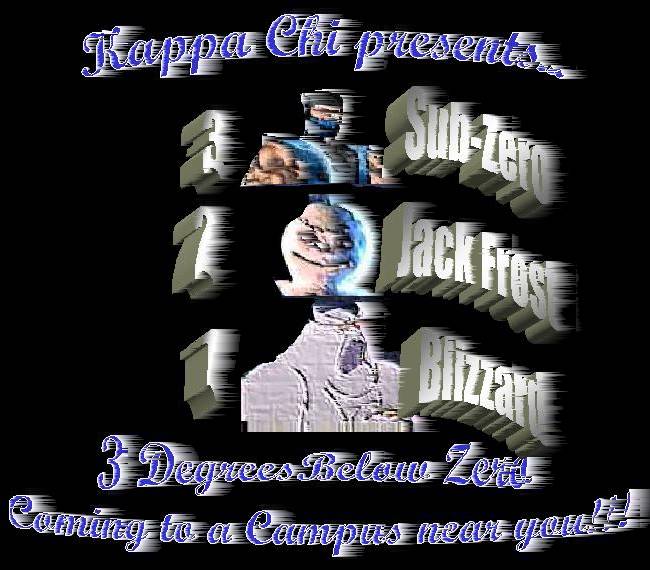 Kappa Chi presents...
3 Sub-Zero
2 Jack Frost
1 Blizzard
3 Degrees Below Zero
Coming to a Campus near you!!!